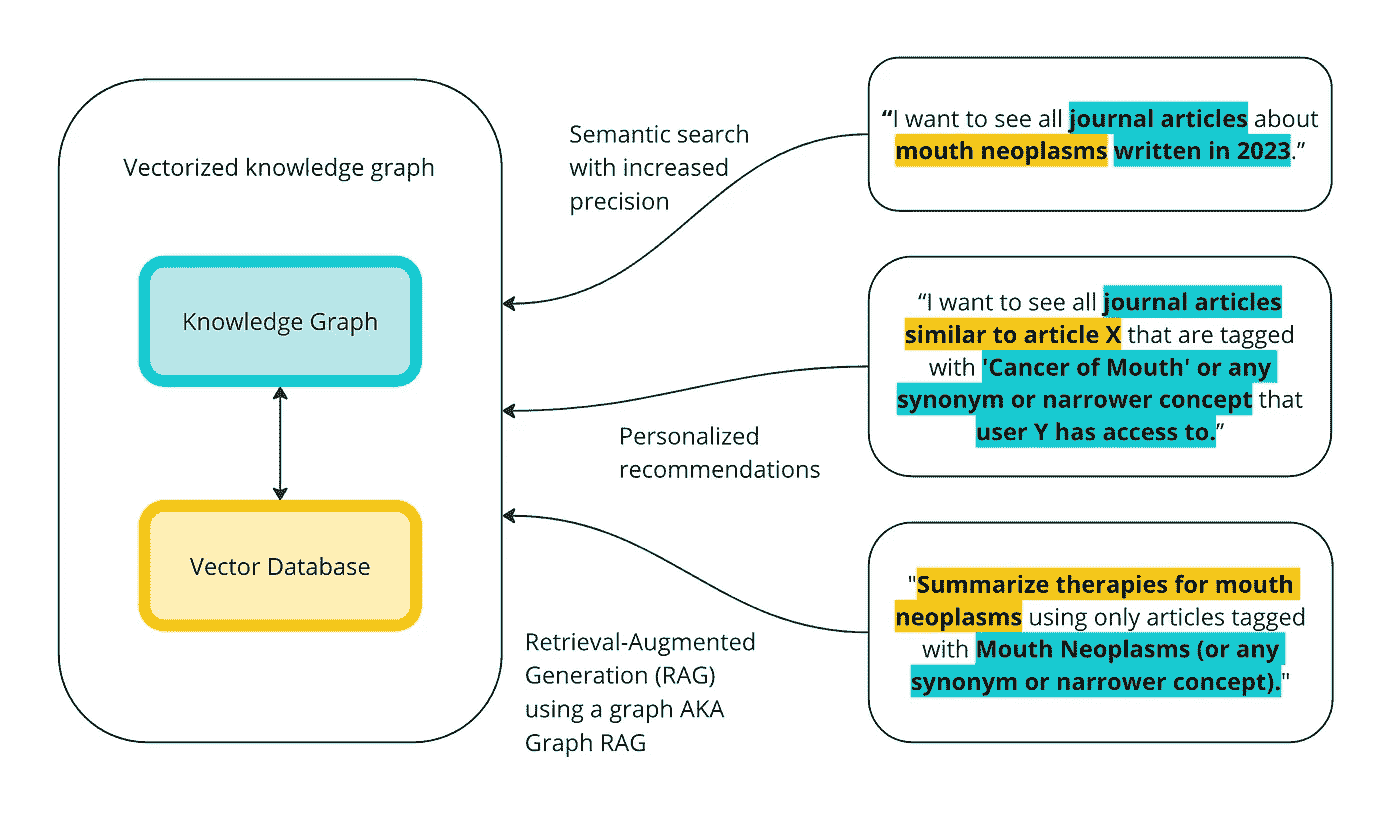 Vectorized knowledge graph
Knowledge Graph
Vector Database
Semantic search
with increased
precision
Personalized
recommendations
Retrieval-Augmented
Generation (RAG)
using a graph AKA
Graph RAG
“I want to see all journal articles about
mouth neoplasms written in 2023.”
“I want to see all journal articles
similar to article X that are tagged
with 'Cancer of Mouth' or any
synonym or narrower concept that
user Y has access to.”
"Summarize therapies for mouth
neoplasms using only articles tagged
with Mouth Neoplasms (or any
synonym or narrower concept)."